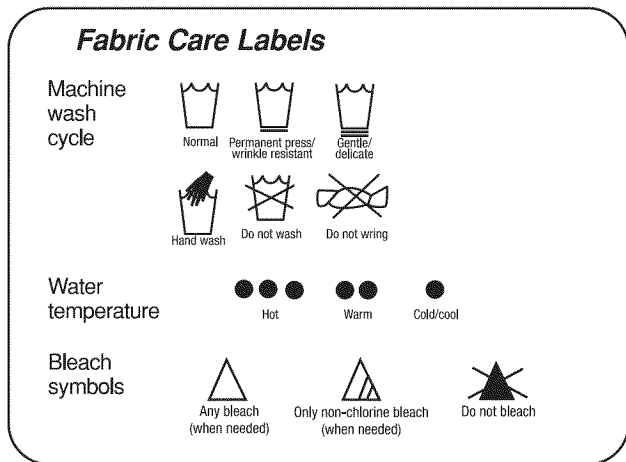 Fabric Care Labels
Machine
wash
cycle
Normal
Permanent press/
wrinkle resistant
Gentle/
delicate
Hand wash
Do not wash
Do not wring
Water
temperature
Hot
Warm
Cold/cool
Bleach
symbols
Any bleach
(when needed)
Only non-chlorine bleach
(when needed)
Do not bleach